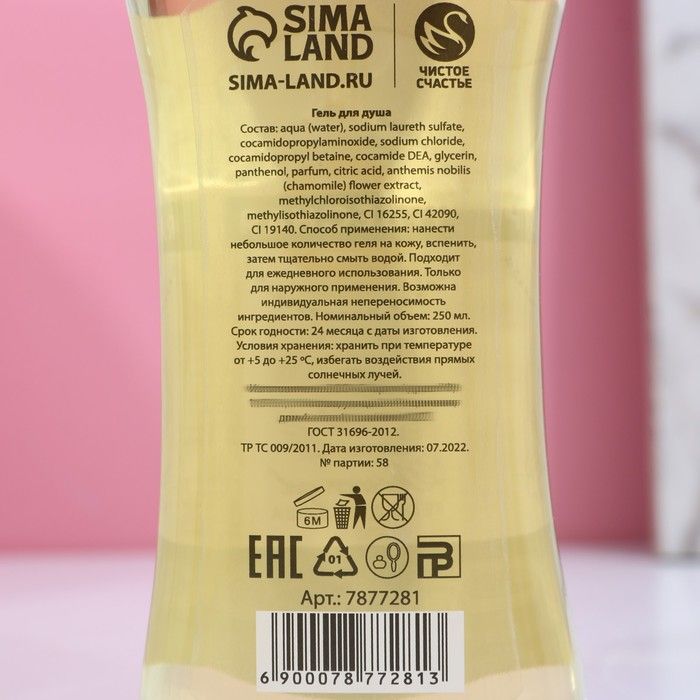 SIMA
LAND
SIMA-LAND.RU
ЧИСТОЕ
СЧАСТЬЕ
Гель для душа
Состав: aqua (water), sodium laureth sulfate,
cocamidopropylaminoxide, sodium chloride,
cocamidopropyl betaine, cocamide DEA, glycerin,
panthenol, parfum, citric acid, anthemis nobilis
(chamomile) flower extract,
methylchloroisothiazolinone,
methylisothiazolinone, CI 16255, CI 42090,
CI 19140. Способ применения: нанести
небольшое количество геля на кожу, вспенить,
затем тщательно смыть водой. Подходит
для ежедневного использования. Только
для наружного применения. Возможна
индивидуальная непереносимость
ингредиентов. Номинальный объем: 250 мл.
Срок годности: 24 месяца с даты изготовления.
Условия хранения: хранить при температуре
от +5 до +25 °C, избегать воздействия прямых
солнечных лучей.
ГОСТ 31696-2012.
ТР ТС 009/2011. Дата изготовления: 07.2022.
№ партии: 58
6М
EAC 01
Арт.: 7877281
6 900078 772813